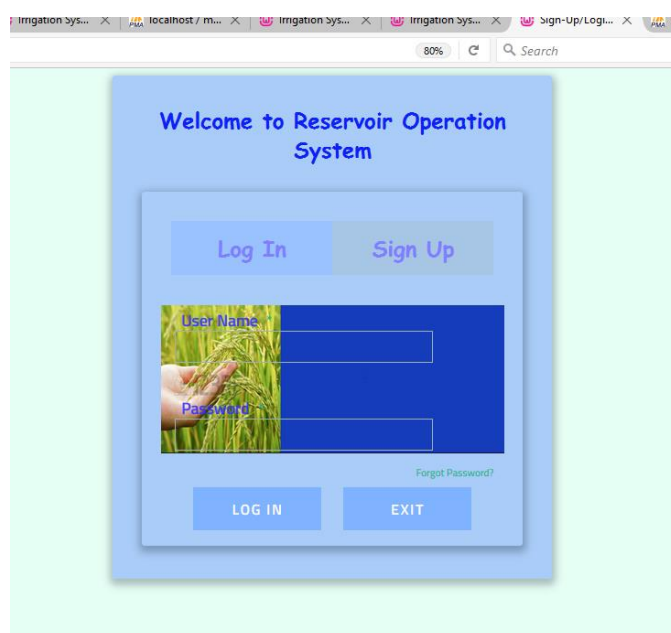 Irrigation Sys...
localhost / m...
Irrigation Sys...
Irrigation Sys...
Sign-Up/Logi...
PMA
80%
Search
Welcome to Reservoir Operation
System
Log In
Sign Up
User Name *
Password *
Forgot Password?
LOG IN
EXIT